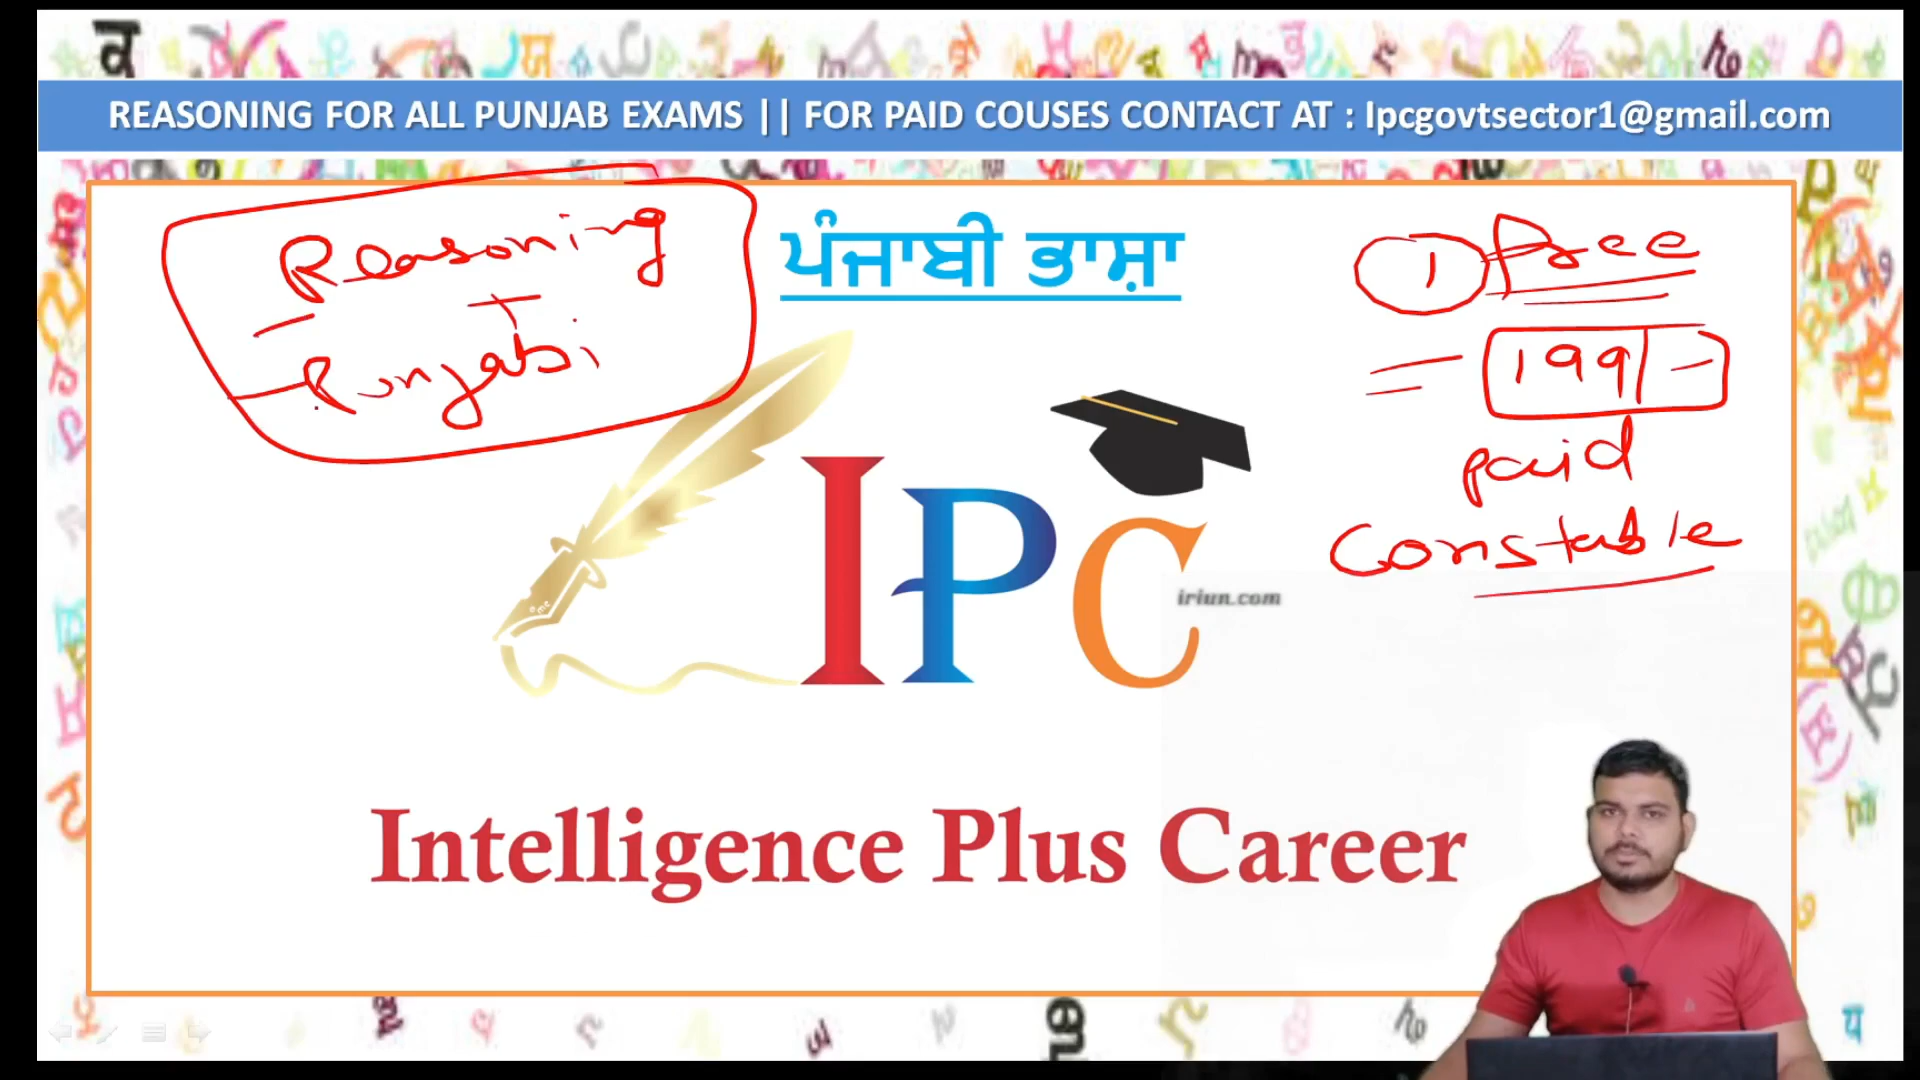 REASONING FOR ALL PUNJAB EXAMS || FOR PAID COUSES CONTACT AT : Ipcgovtsector1@gmail.com
ਪੰਜਾਬੀ ਭਾਸ਼ਾ
Reasoning
+
Punjabi
① Free
= 199/-
paid
Constable
IPC
iriun.com
Intelligence Plus Career